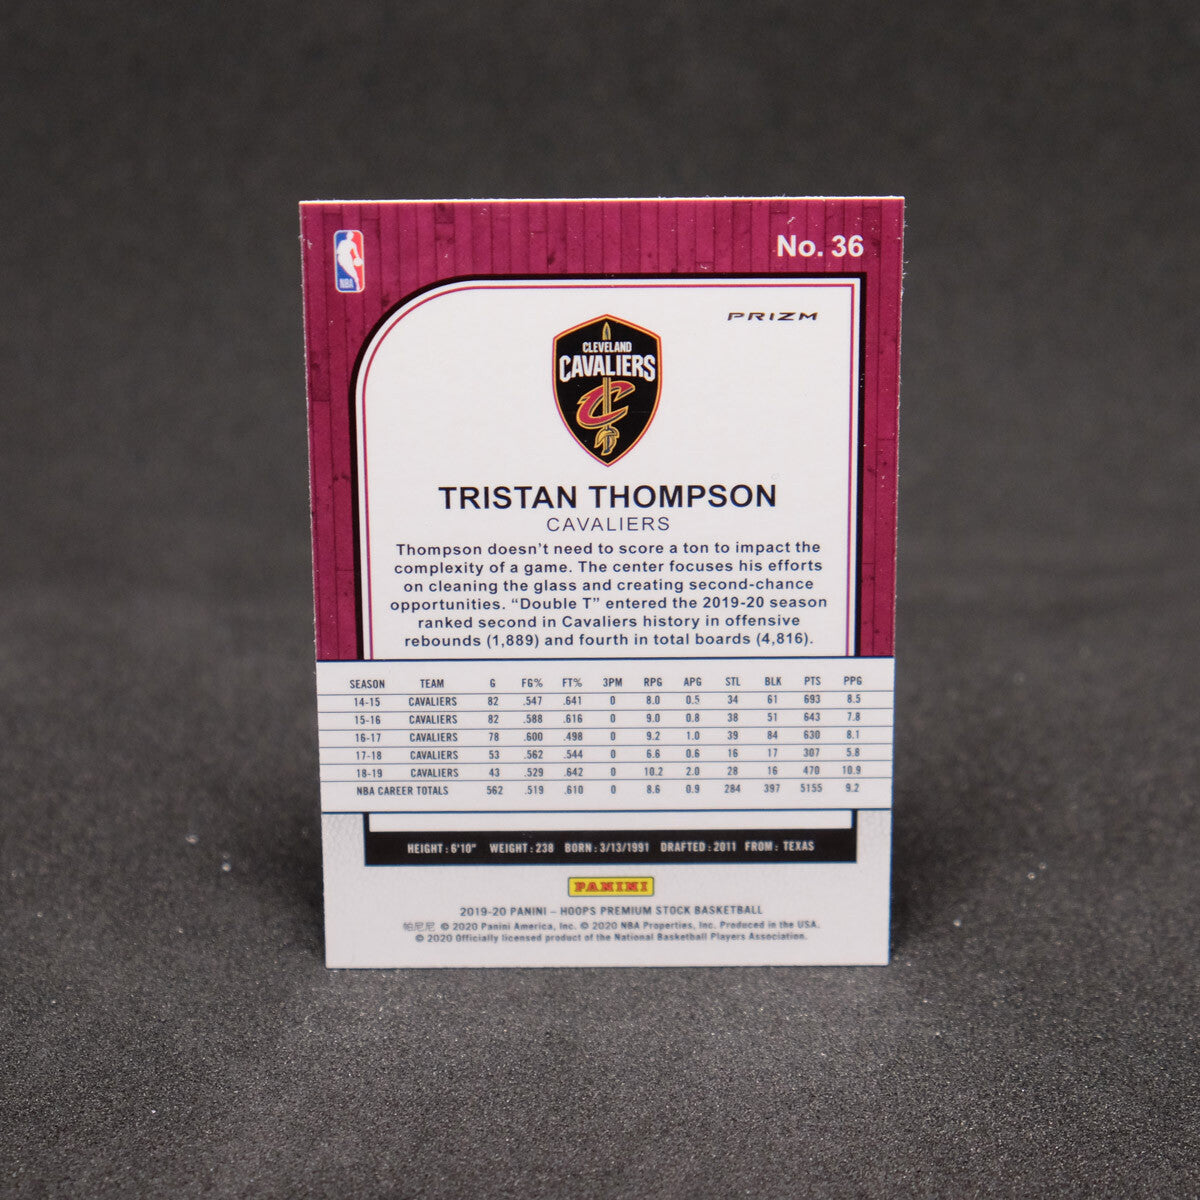 NBA
No. 36
PRIZM
CLEVELAND
CAVALIERS
C
TRISTAN THOMPSON
CAVALIERS
Thompson doesn't need to score a ton to impact the
complexity of a game. The center focuses his efforts
on cleaning the glass and creating second-chance
opportunities. “Double T” entered the 2019-20 season
ranked second in Cavaliers history in offensive
rebounds (1,889) and fourth in total boards (4,816).
SEASON TEAM G FG% FT% 3PM RPG APG STL BLK PTS PPG
14-15 CAVALIERS 82 .547 .641 0 8.0 0.5 34 61 693 8.5
15-16 CAVALIERS 82 .588 .616 0 9.0 0.8 38 51 643 7.8
16-17 CAVALIERS 78 .600 .498 0 9.2 1.0 39 84 630 8.1
17-18 CAVALIERS 53 .562 .544 0 6.6 0.6 16 17 307 5.8
18-19 CAVALIERS 43 .529 .642 0 10.2 2.0 28 16 470 10.9
NBA CAREER TOTALS 562 .519 .610 0 8.6 0.9 284 397 5155 9.2
HEIGHT: 6'10" WEIGHT: 238 BORN: 3/13/1991 DRAFTED: 2011 FROM: TEXAS
PANINI
2019-20 PANINI – HOOPS PREMIUM STOCK BASKETBALL
帕尼尼 © 2020 Panini America, Inc. © 2020 NBA Properties, Inc. Produced in the USA.
© 2020 Officially licensed product of the National Basketball Players Association.